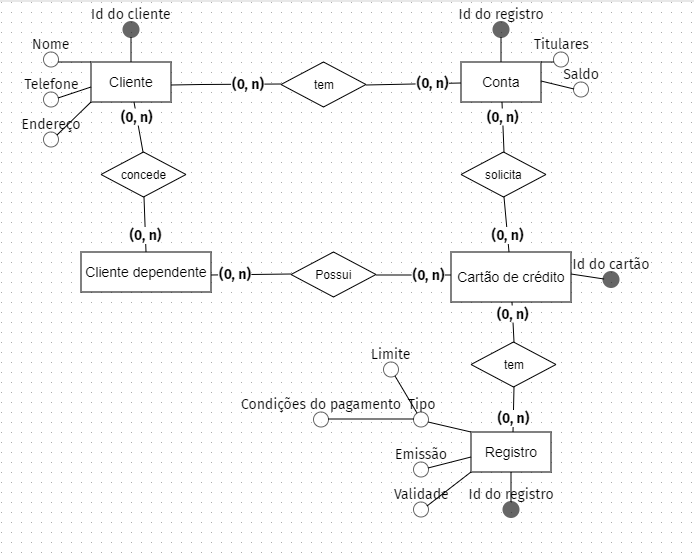 Id do cliente
Id do registro
Nome
Titulares
Telefone
Cliente
(0, n)
tem
(0, n)
Conta
Saldo
Endereço
(0, n)
(0, n)
concede
solicita
(0, n)
(0, n)
Cliente dependente
(0, n)
Possui
(0, n)
Cartão de crédito
Id do cartão
(0, n)
Limite
tem
Condições do pagamento
Tipo
(0, n)
Emissão
Registro
Validade
Id do registro